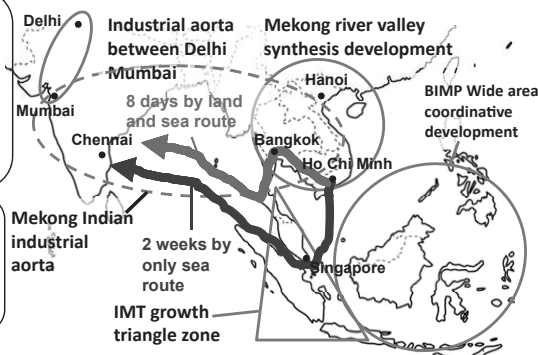 Delhi
Industrial aorta
between Delhi
Mumbai
Mekong river valley
synthesis development
Hanoi
BIMP Wide area
coordinative
development
Mumbai
8 days by land
and sea route
Chennai
Bangkok
Ho Chi Minh
Mekong Indian
industrial
aorta
2 weeks by
only sea
route
Singapore
IMT growth
triangle zone